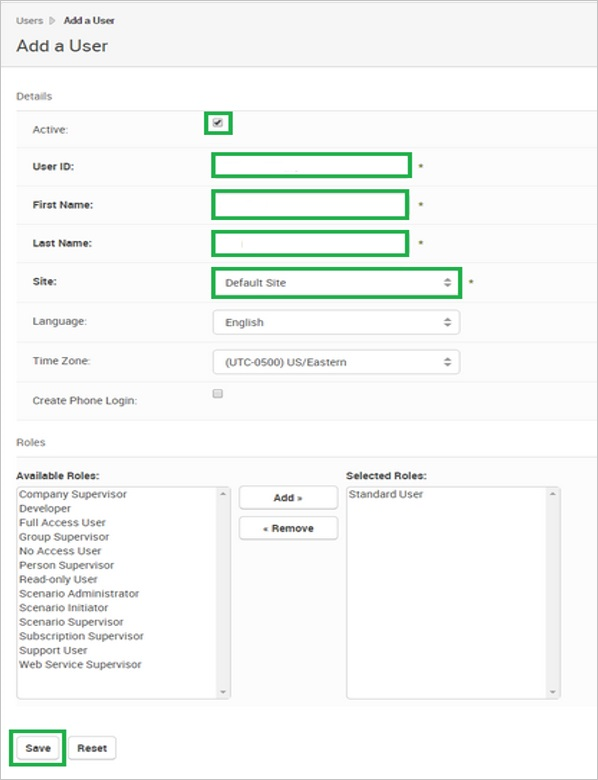 Users Add a User
Add a User
Details
Active:
User ID: *
First Name: *
Last Name: *
Site: Default Site *
Language: English
Time Zone: (UTC-0500) US/Eastern
Create Phone Login:
Roles
Available Roles:
Company Supervisor
Developer
Full Access User
Group Supervisor
No Access User
Person Supervisor
Read-only User
Scenario Administrator
Scenario Initiator
Scenario Supervisor
Subscription Supervisor
Support User
Web Service Supervisor
Add »
« Remove
Selected Roles:
Standard User
Save Reset